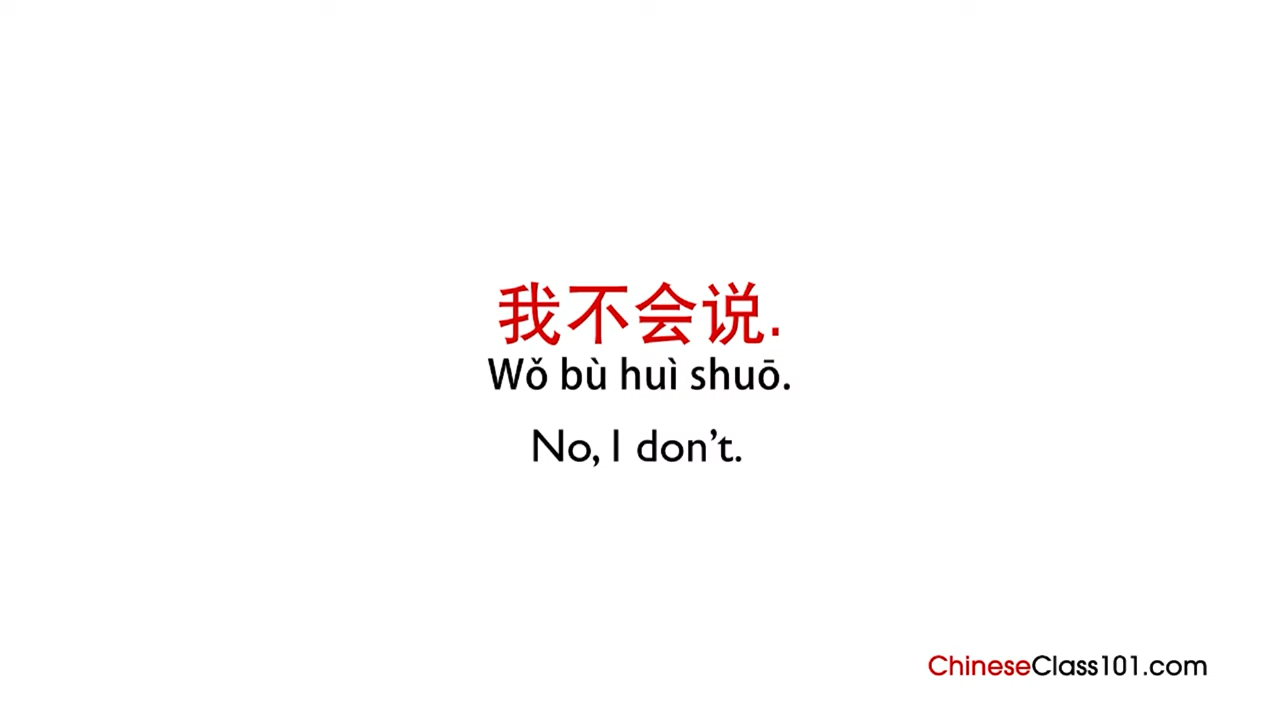 我不会说.
Wǒ bù huì shuō.
No, I don't.
ChineseClass101.com